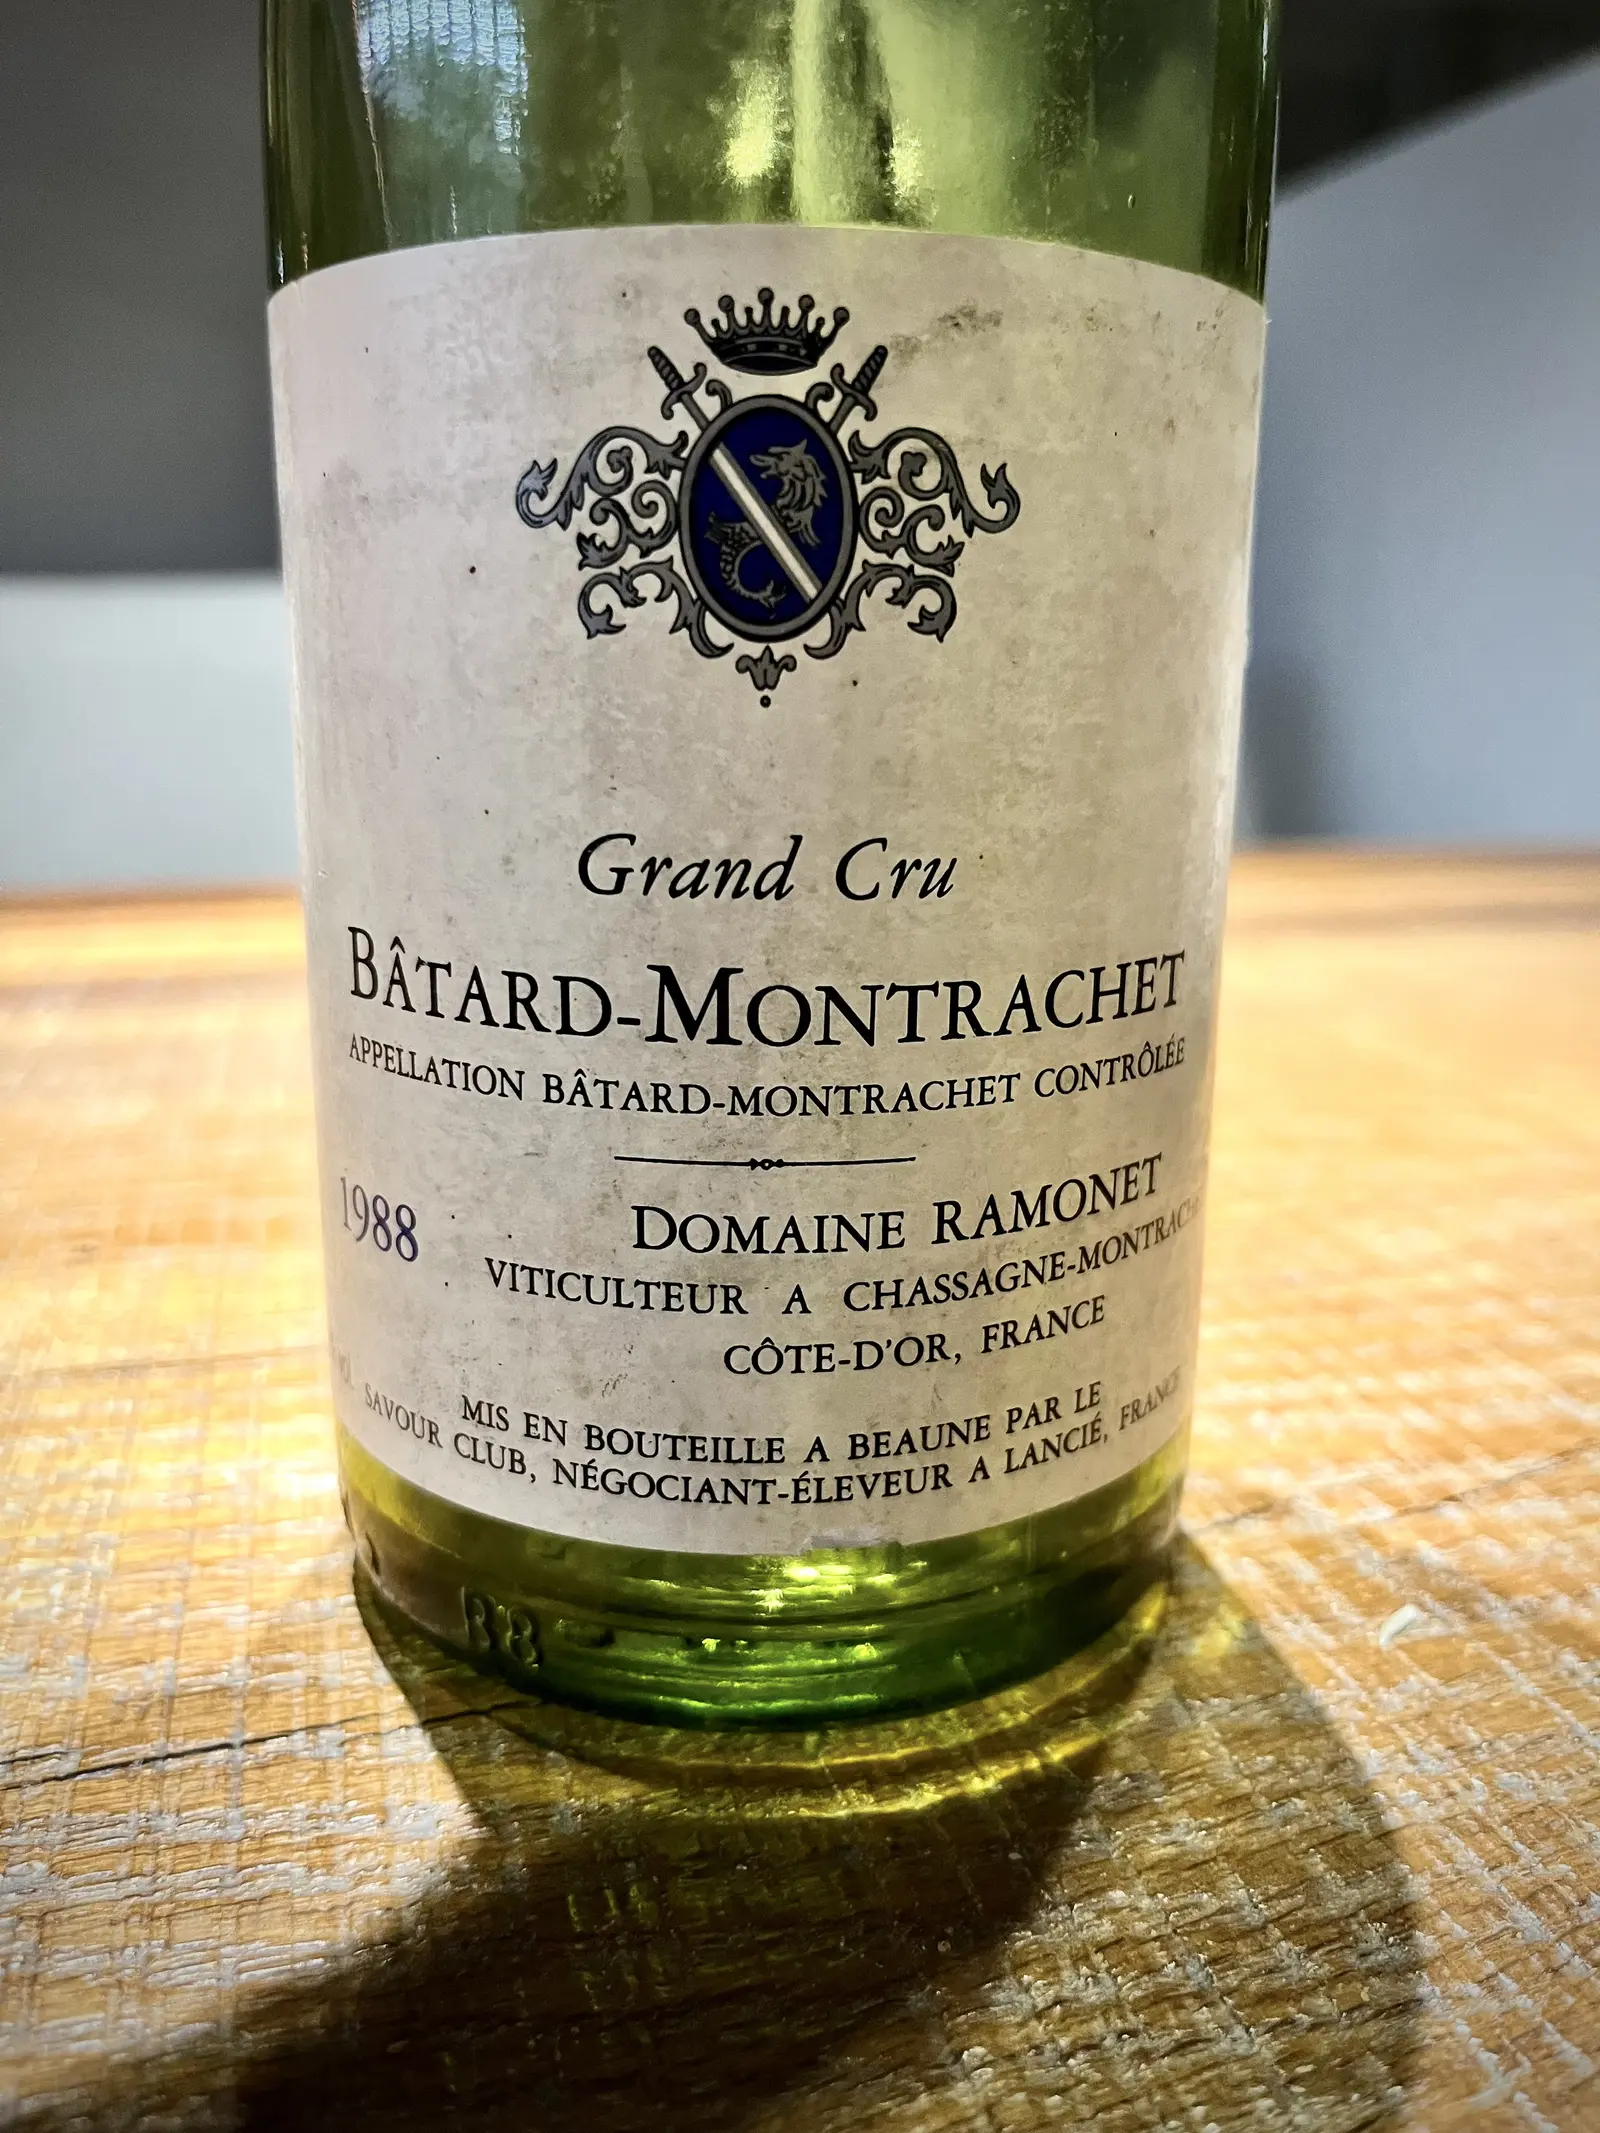 Grand Cru
BÂTARD-MONTRACHET
APPELLATION BÂTARD-MONTRACHET CONTRÔLÉE
1988
DOMAINE RAMONET
VITICULTEUR A CHASSAGNE-MONTRACHE
CÔTE-D'OR, FRANCE
MIS EN BOUTEILLE A BEAUNE PAR LE
SAVOUR CLUB, NÉGOCIANT-ÉLEVEUR A LANCIÉ, FRANCE